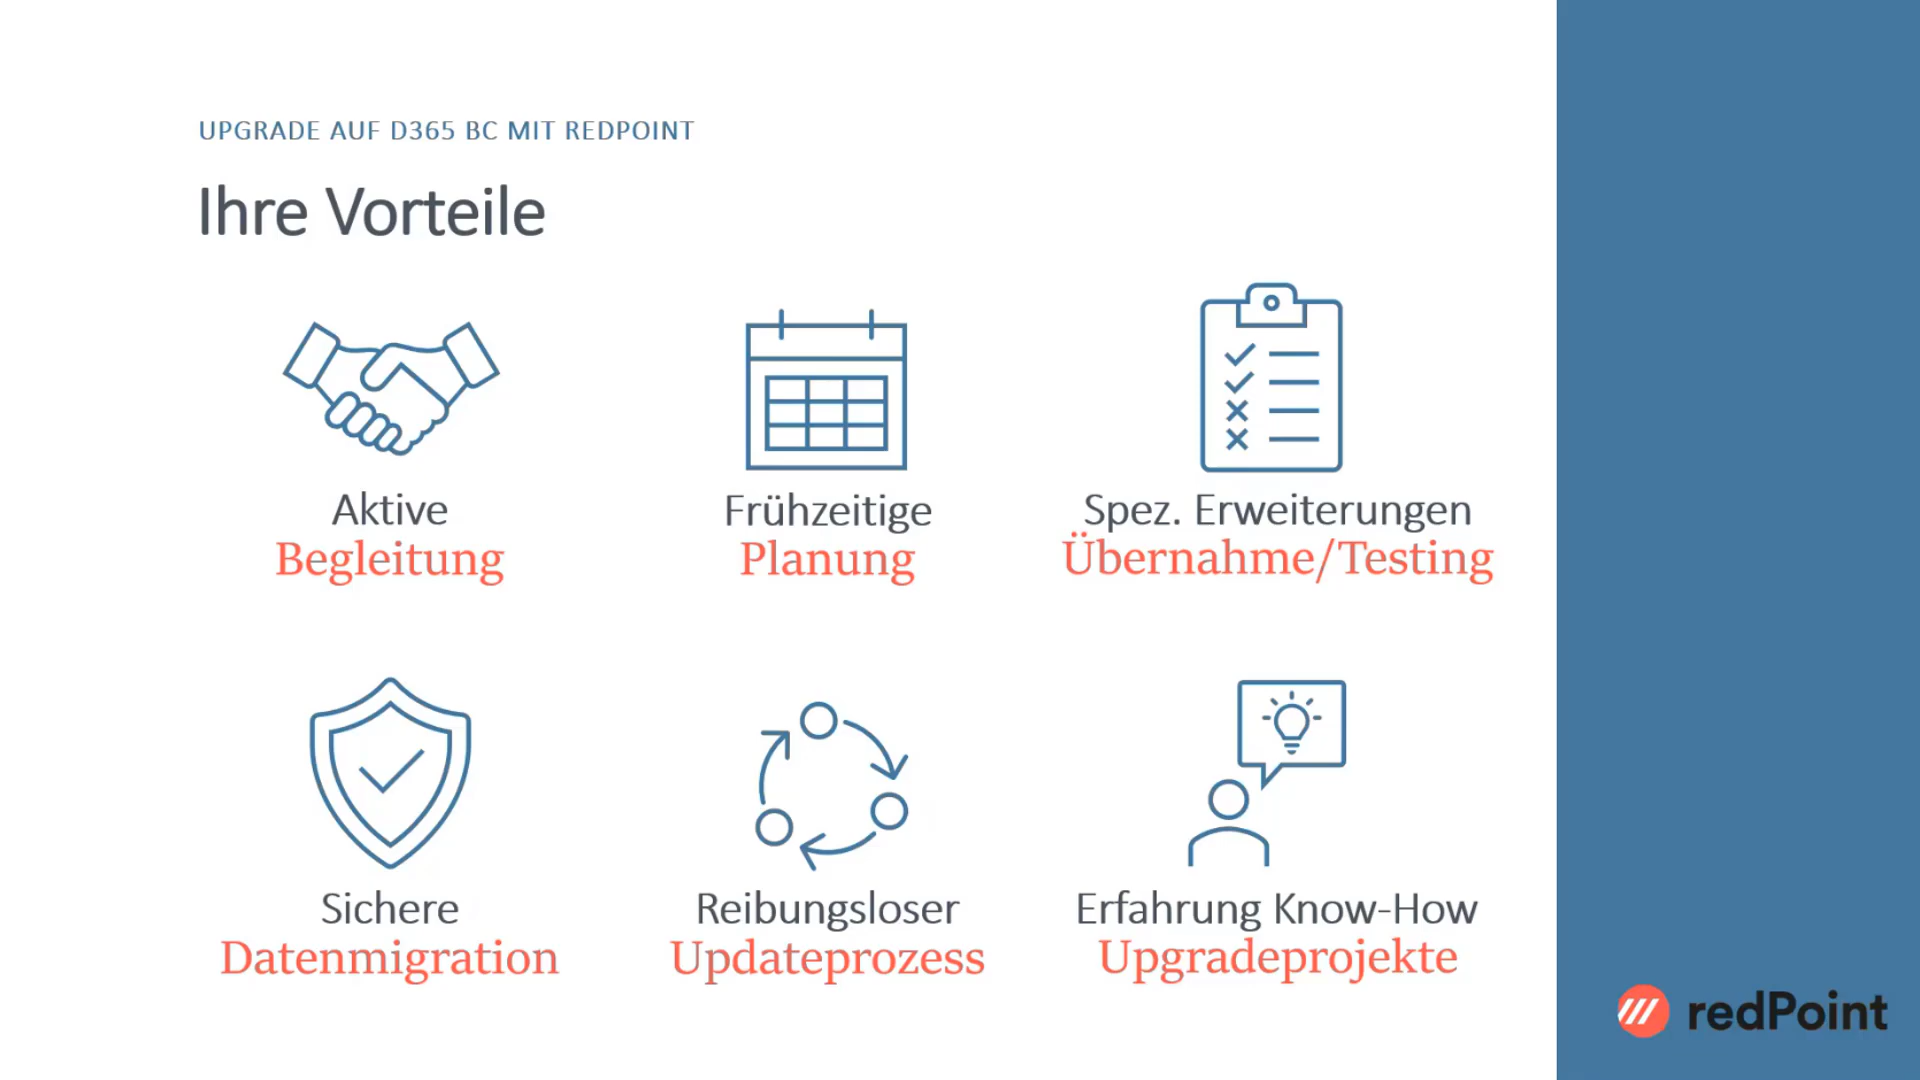 UPGRADE AUF D365 BC MIT REDPOINT
Ihre Vorteile
Aktive
Begleitung
Frühzeitige
Planung
Spez. Erweiterungen
Übernahme/Testing
Sichere
Datenmigration
Reibungsloser
Updateprozess
Erfahrung Know-How
Upgradeprojekte
redPoint